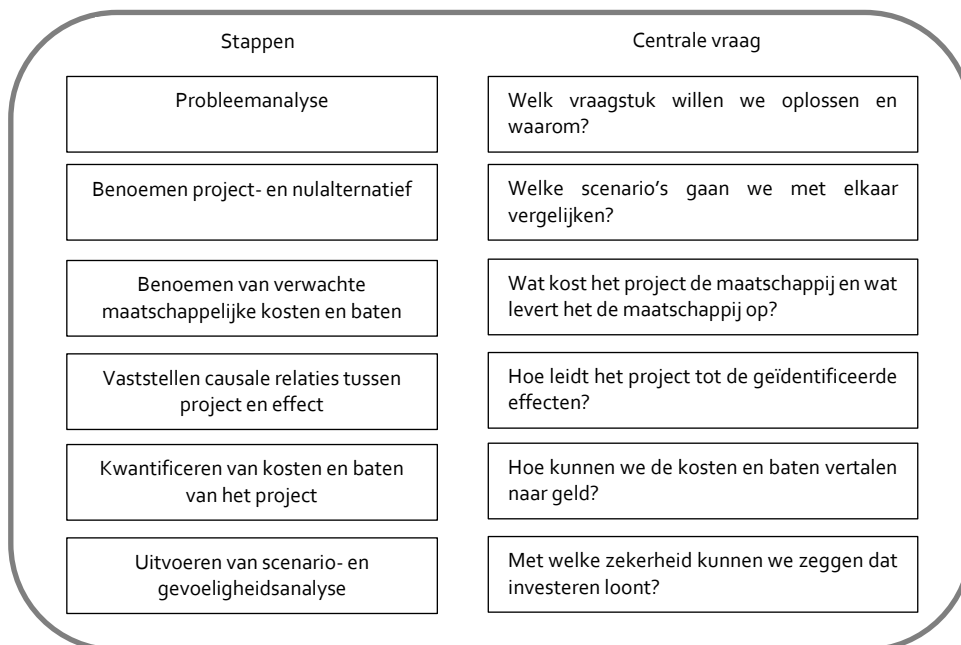 Stappen
Centrale vraag
Probleemanalyse
Welk vraagstuk willen we oplossen en
waarom?
Benoemen project- en nulalternatief
Welke scenario's gaan we met elkaar
vergelijken?
Benoemen van verwachte
maatschappelijke kosten en baten
Wat kost het project de maatschappij en wat
levert het de maatschappij op?
Vaststellen causale relaties tussen
project en effect
Hoe leidt het project tot de geïdentificeerde
effecten?
Kwantificeren van kosten en baten
van het project
Hoe kunnen we de kosten en baten vertalen
naar geld?
Uitvoeren van scenario- en
gevoeligheidsanalyse
Met welke zekerheid kunnen we zeggen dat
investeren loont?